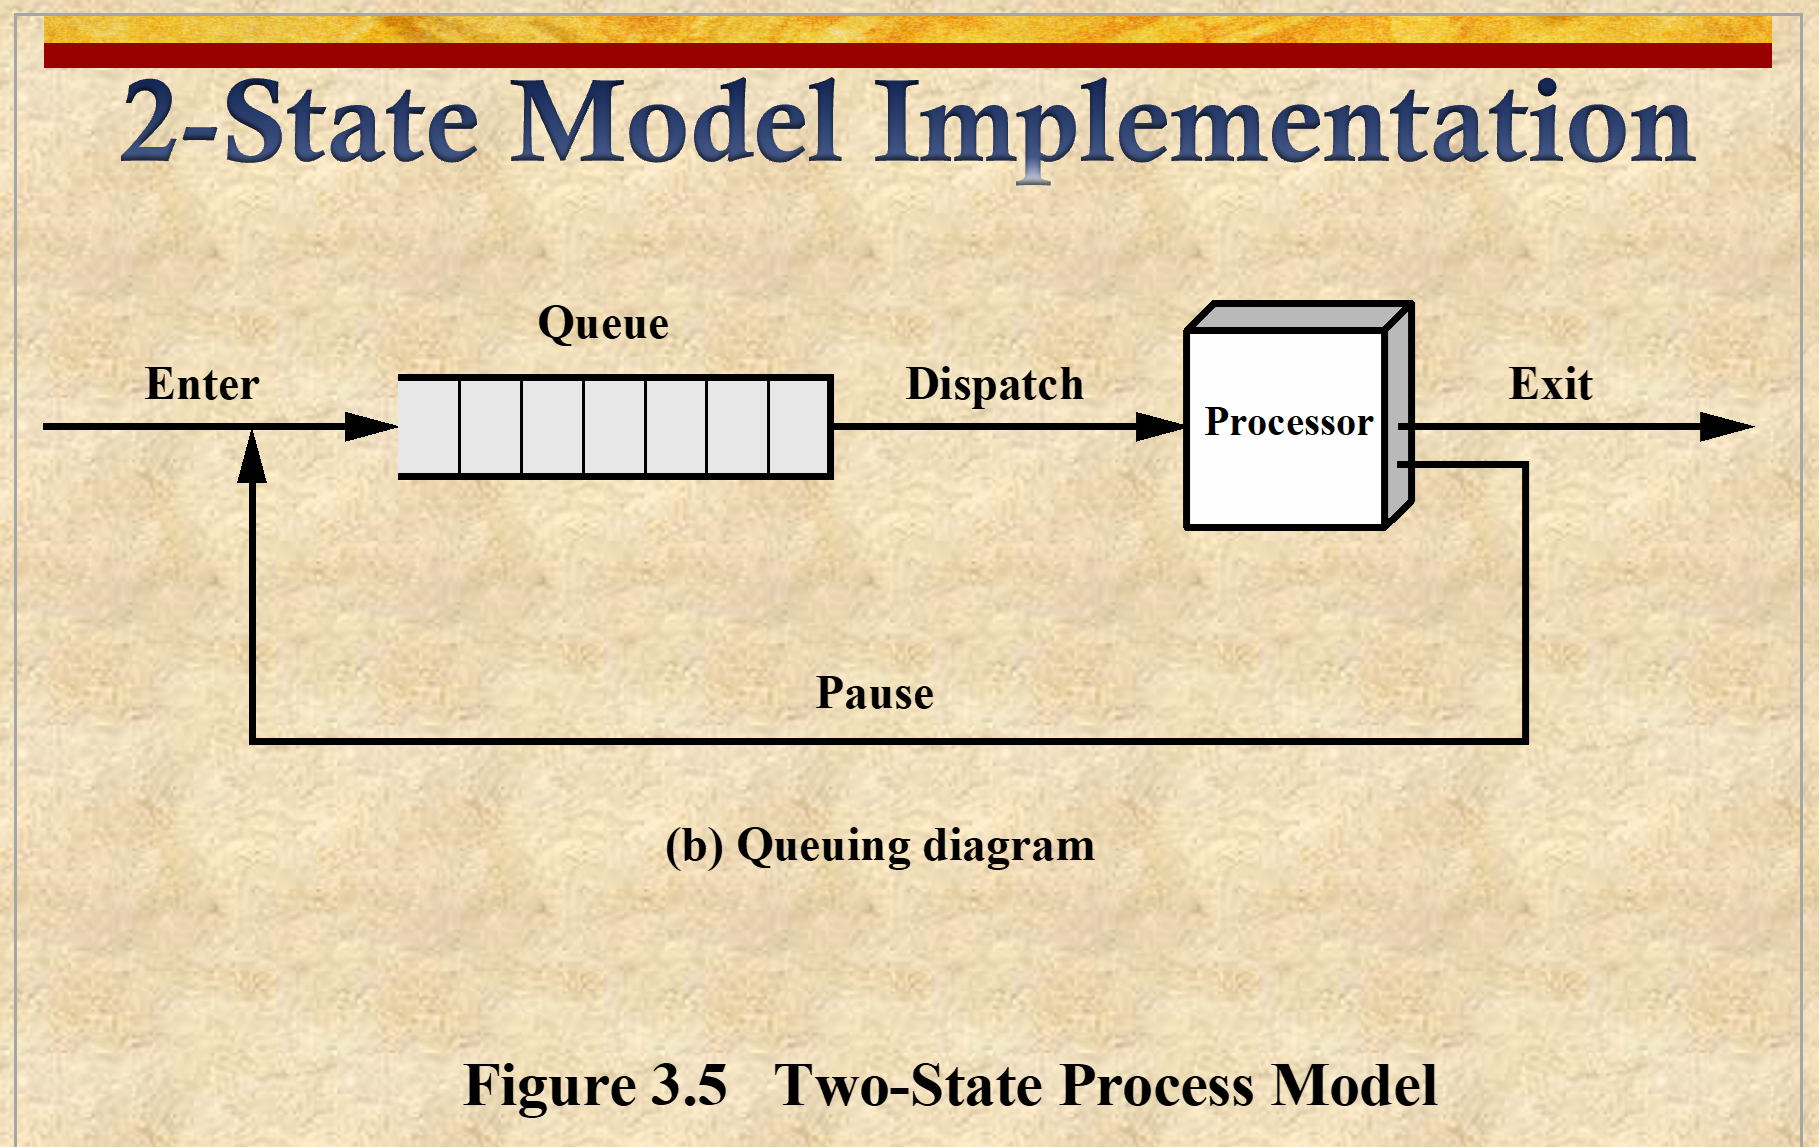 2-State Model Implementation
Queue
Enter
Dispatch
Processor
Exit
Pause
(b) Queuing diagram
Figure 3.5 Two-State Process Model